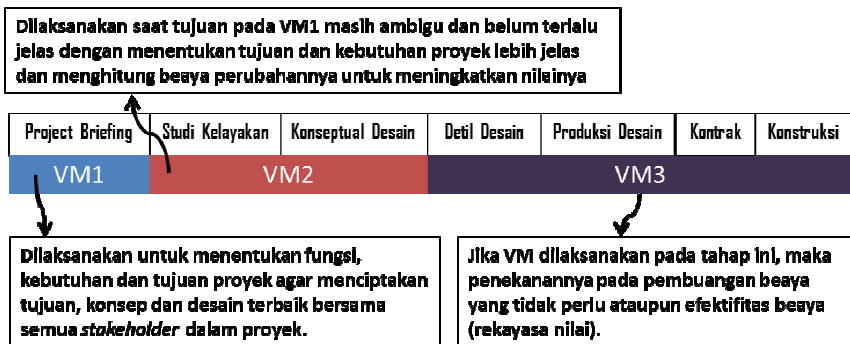 Dilaksanakan saat tujuan pada VM1 masih ambigu dan belum terlalu
jelas dengan menentukan tujuan dan kebutuhan proyek lebih jelas
dan menghitung beaya perubahannya untuk meningkatkan nilainya
Project Briefing Studi Kelayakan Konseptual Desain Detil Desain Produksi Desain Kontrak Konstruksi
VM1 VM2 VM3
Dilaksanakan untuk menentukan fungsi,
kebutuhan dan tujuan proyek agar menciptakan
tujuan, konsep dan desain terbaik bersama
semua stakeholder dalam proyek.
Jika VM dilaksanakan pada tahap ini, maka
penekanannya pada pembuangan beaya
yang tidak perlu ataupun efektifitas beaya
(rekayasa nilai).